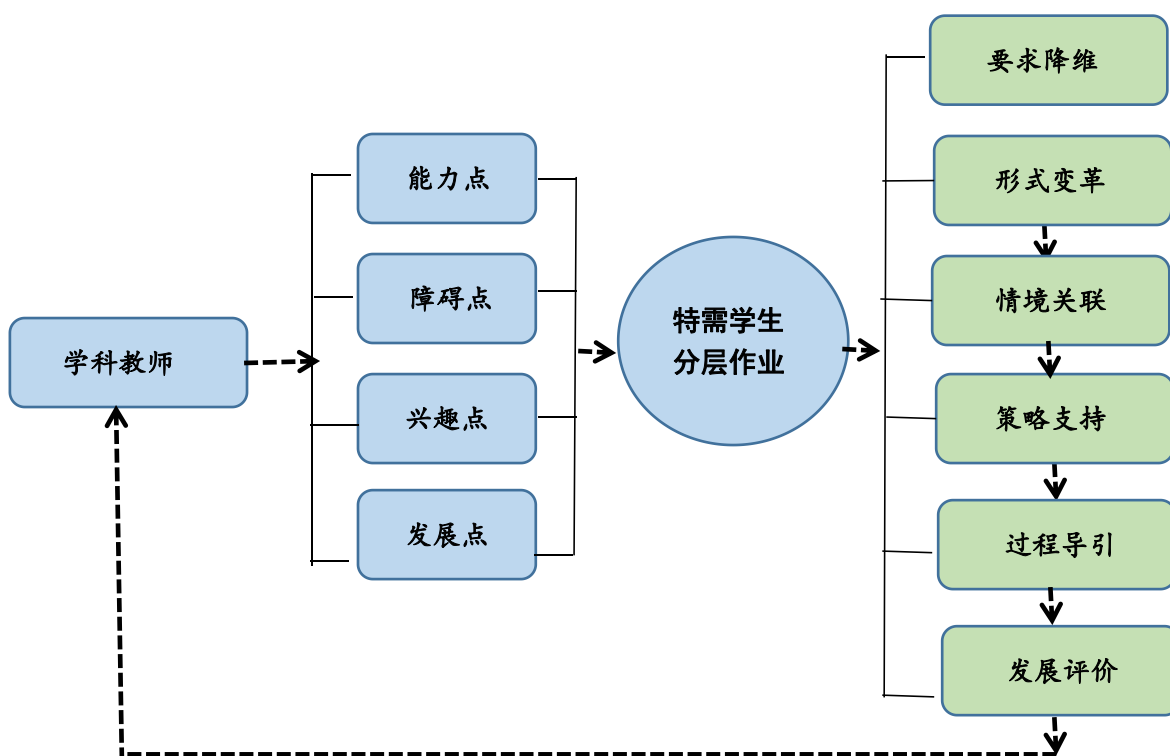 学科教师
能力点
障碍点
兴趣点
发展点
特需学生
分层作业
要求降维
形式变革
情境关联
策略支持
过程导引
发展评价